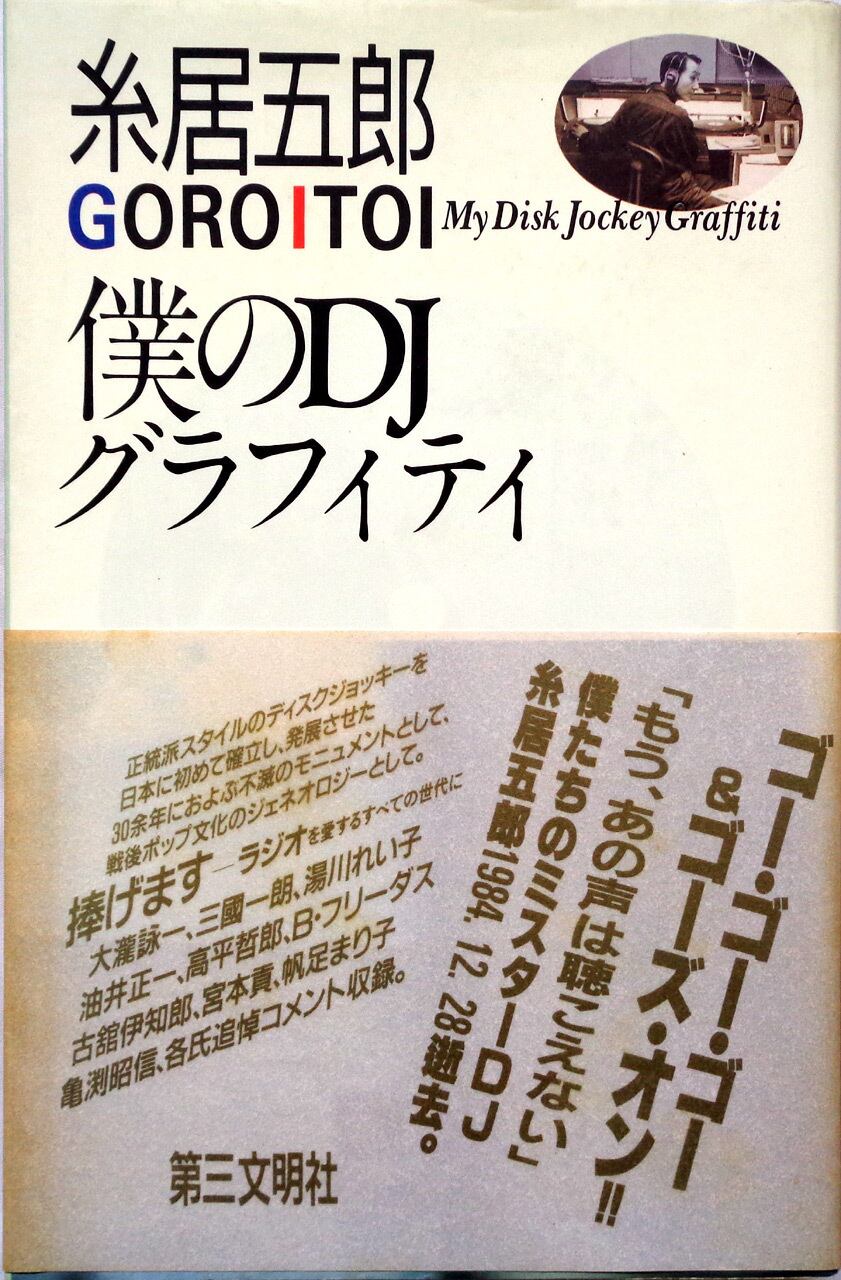 糸居五郎
GORO ITOI
My Disk Jockey Graffiti
僕のDJ
グラフィティ
ゴー・ゴー・ゴー
&ゴーズ・オン!!
「もう、あの声は聴こえない」
僕たちのミスターDJ
糸居五郎1984.12.28逝去。
正統派スタイルのディスクジョッキーを
日本に初めて確立し、発展させた
30余年におよぶ不滅のモニュメントとして、
戦後ポップ文化のジェネオロジーとして。
捧げます―ラジオを愛するすべての世代に
大瀧詠一、三國一朗、湯川れい子
油井正一、高平哲郎、B・フリーダス
古舘伊知郎、宮本貢、帆足まり子
亀渕昭信、各氏追悼コメント収録。
第三文明社